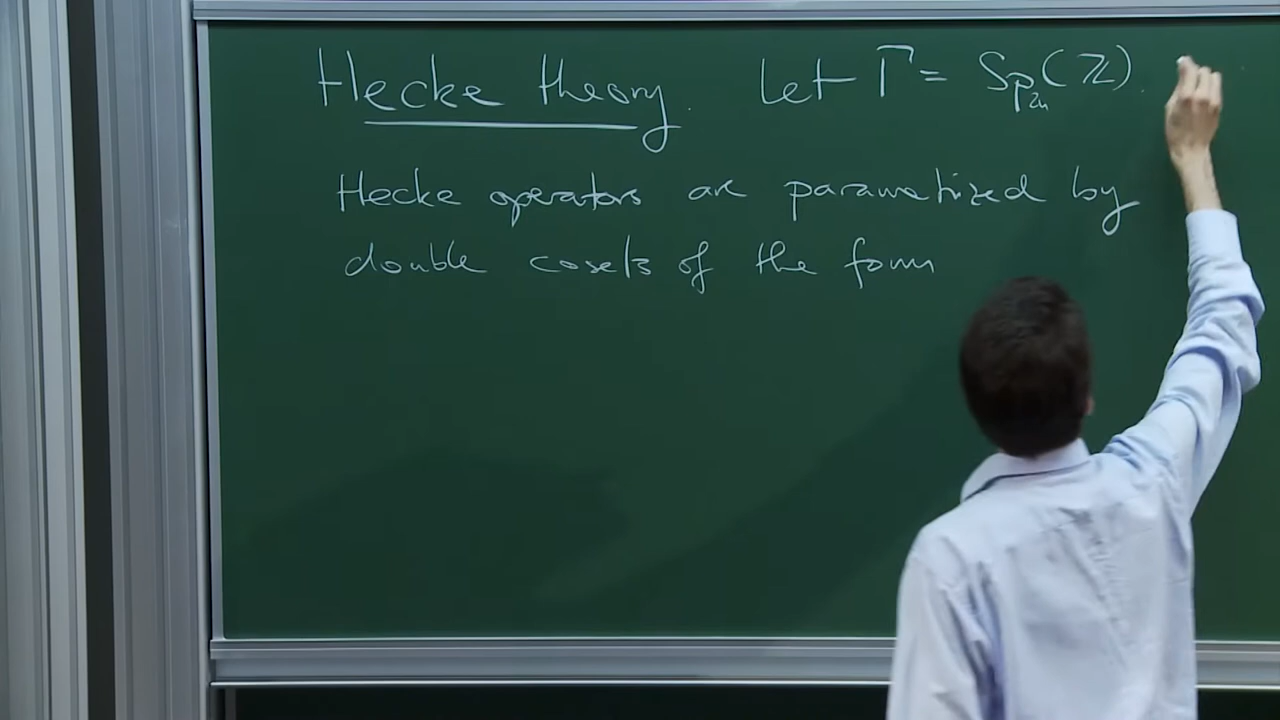 Hecke theory. Let Γ = Sp₂ₙ(ℤ).
Hecke operators are parametrized by
double cosets of the form